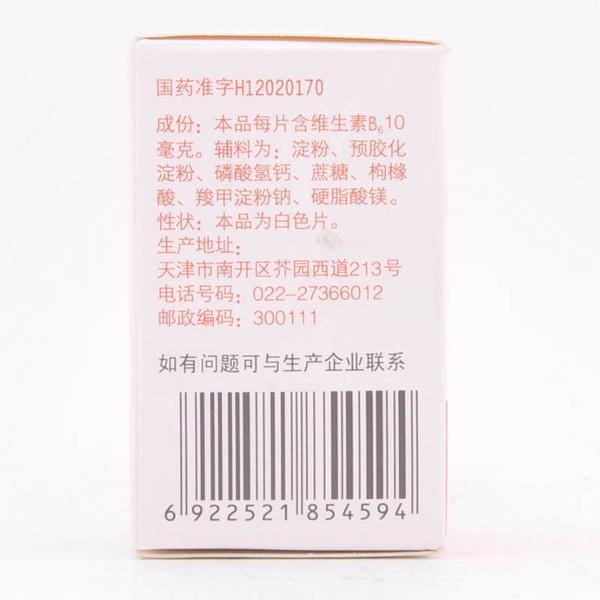 国药准字H12020170
成份：本品每片含维生素B₆10
毫克。辅料为：淀粉、预胶化
淀粉、磷酸氢钙、蔗糖、枸橼
酸、羧甲淀粉钠、硬脂酸镁。
性状：本品为白色片。
生产地址：
天津市南开区芥园西道213号
电话号码：022-27366012
邮政编码：300111
如有问题可与生产企业联系
6 922521 854594